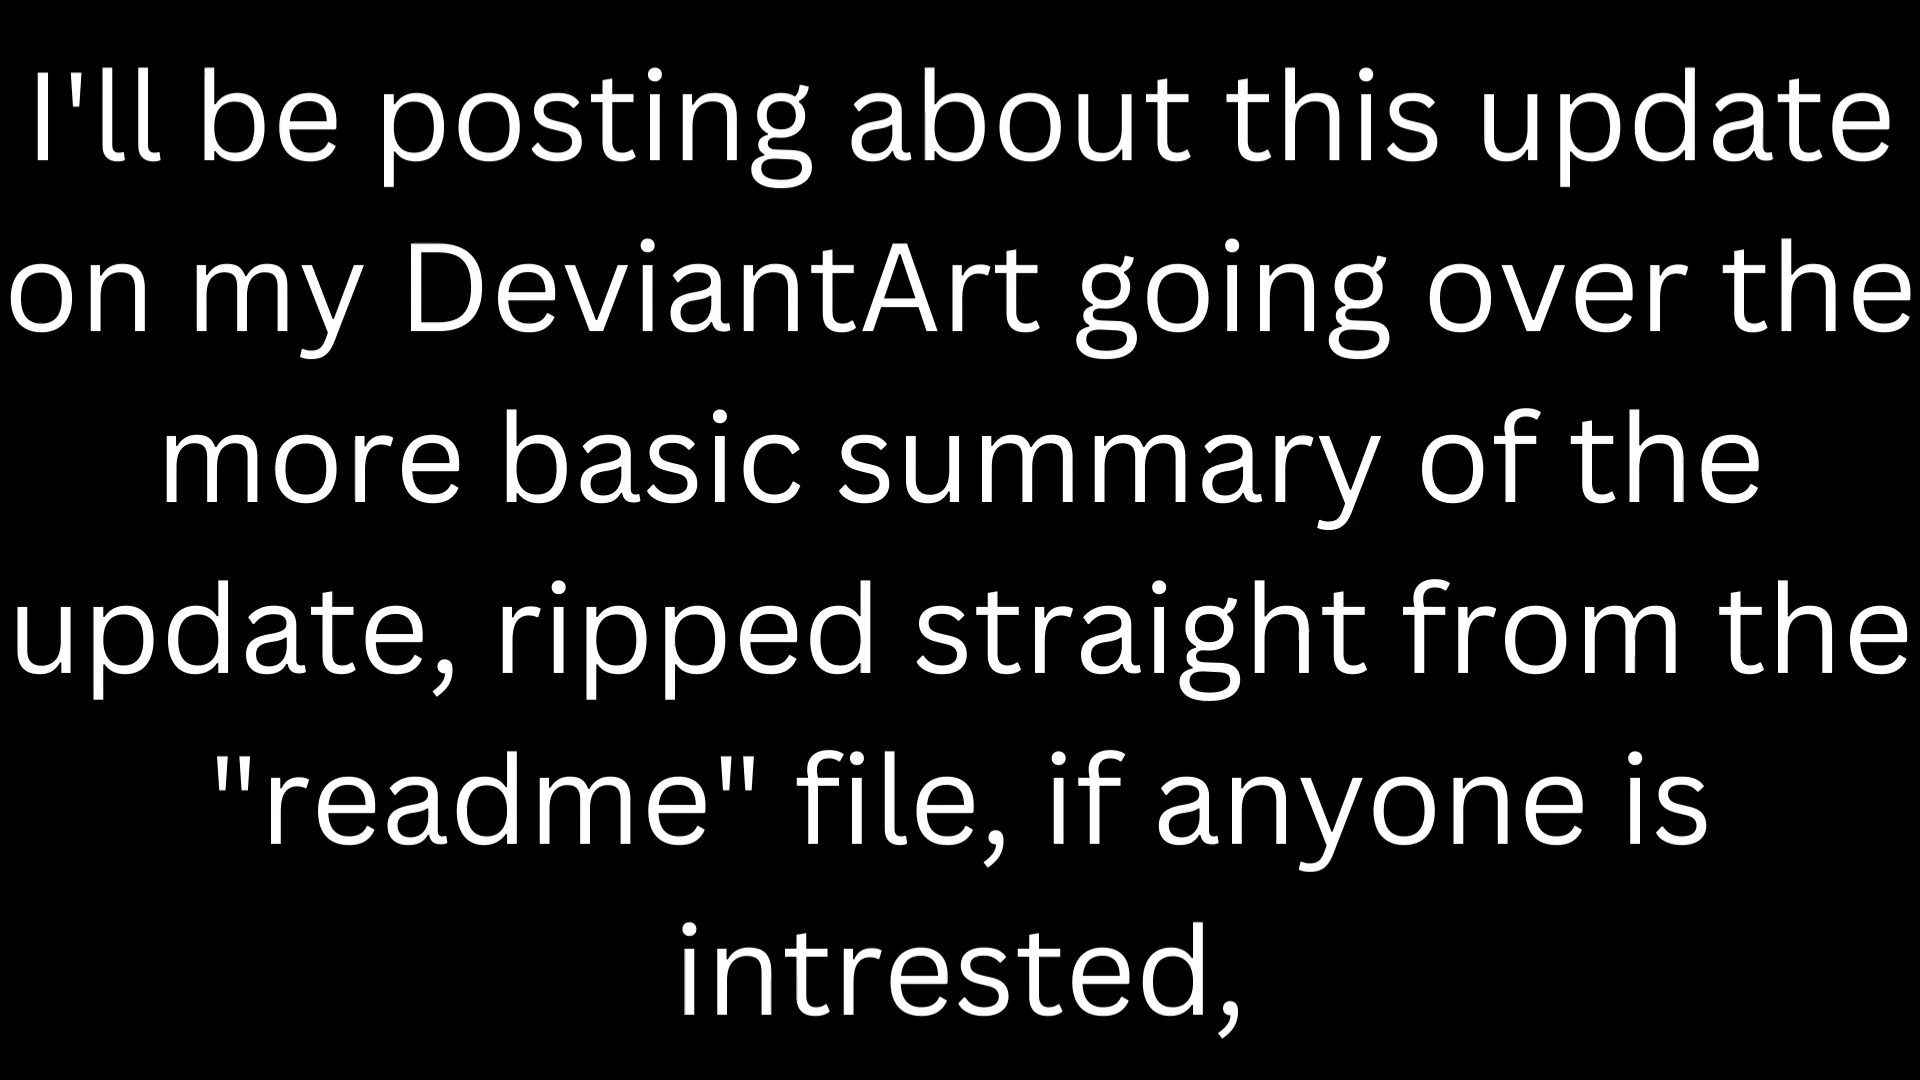 I'll be posting about this update
on my DeviantArt going over the
more basic summary of the
update, ripped straight from the
"readme" file, if anyone is
intrested,